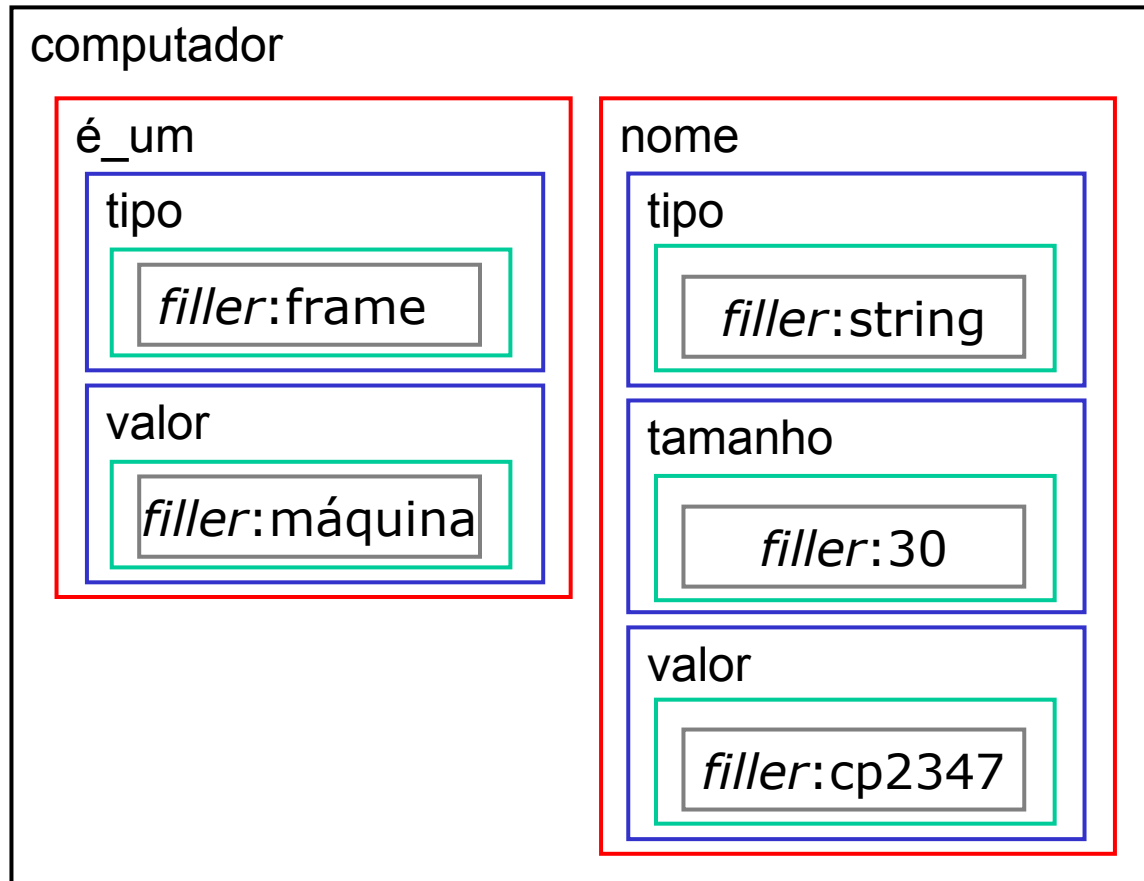 computador
é_um
tipo
filler:frame
valor
filler:máquina
nome
tipo
filler:string
tamanho
filler:30
valor
filler:cp2347